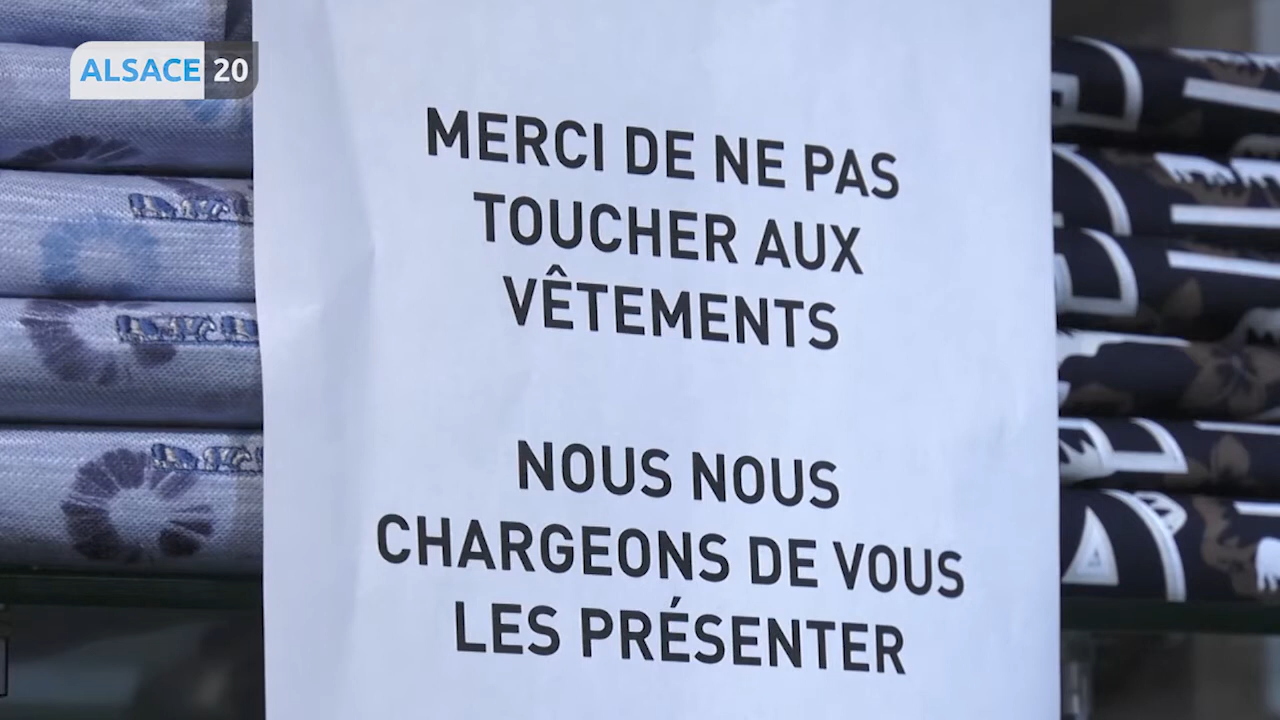 ALSACE 20
MERCI DE NE PAS
TOUCHER AUX
VÊTEMENTS
NOUS NOUS
CHARGEONS DE VOUS
LES PRÉSENTER